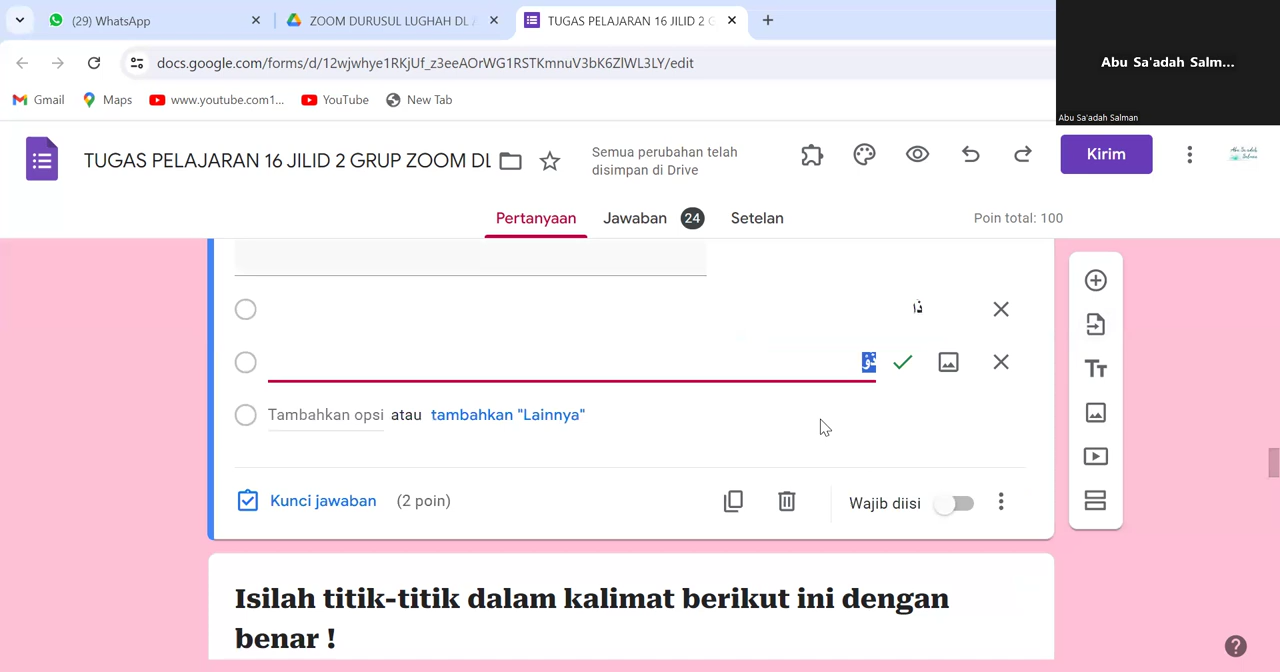 (29) WhatsApp
ZOOM DURUSUL LUGHAH DL
TUGAS PELAJARAN 16 JILID 2 G
docs.google.com/forms/d/12wjwhye1RKjUf_z3eeAOrWG1RSTKmnuV3bK6ZlWL3LY/edit
Gmail
Maps
www.youtube.com1...
YouTube
New Tab
Abu Sa'adah Salm...
Abu Sa'adah Salman
TUGAS PELAJARAN 16 JILID 2 GRUP ZOOM DL
Semua perubahan telah
disimpan di Drive
Kirim
Pertanyaan
Jawaban 24
Setelan
Poin total: 100
ذا
Tambahkan opsi atau tambahkan "Lainnya"
Kunci jawaban (2 poin)
Wajib diisi
Isilah titik-titik dalam kalimat berikut ini dengan
benar !